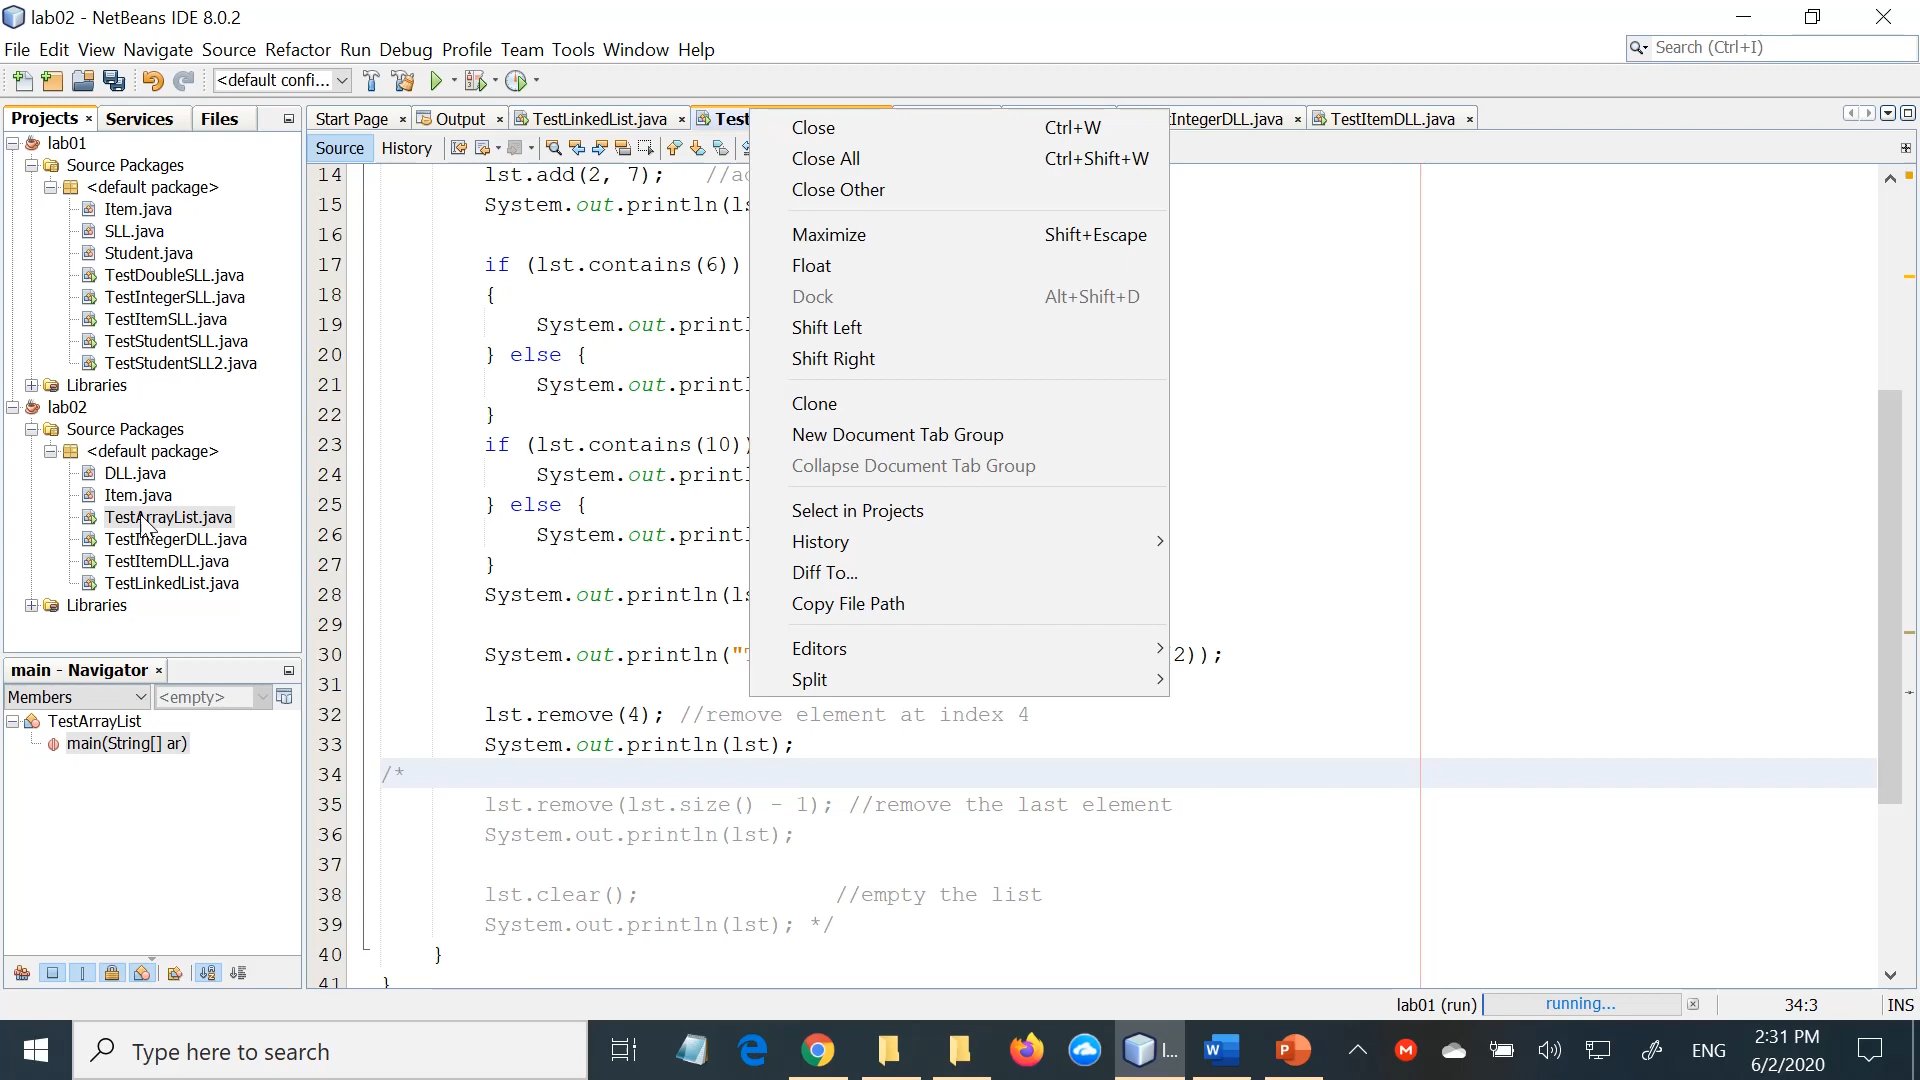 lab02 - NetBeans IDE 8.0.2
File Edit View Navigate Source Refactor Run Debug Profile Team Tools Window Help
Search (Ctrl+I)
<default confi...
Projects Services Files
Start Page Output TestLinkedList.java Test IntegerDLL.java TestItemDLL.java
lab01
Source Packages
<default package>
Item.java
SLL.java
Student.java
TestDoubleSLL.java
TestIntegerSLL.java
TestItemSLL.java
TestStudentSLL.java
TestStudentSLL2.java
Libraries
lab02
Source Packages
<default package>
DLL.java
Item.java
TestArrayList.java
TestIntegerDLL.java
TestItemDLL.java
TestLinkedList.java
Libraries
main - Navigator
Members <empty>
TestArrayList
main(String[] ar)
Source History
14 lst.add(2, 7); //a
15 System.out.println(ls
16
17 if (lst.contains(6))
18 {
19 System.out.printl
20 } else {
21 System.out.printl
22 }
23 if (lst.contains(10))
24 System.out.printl
25 } else {
26 System.out.printl
27 }
28 System.out.println(ls
29
30 System.out.println(" 2));
31
32 lst.remove(4); //remove element at index 4
33 System.out.println(lst);
34 /*
35 lst.remove(lst.size() - 1); //remove the last element
36 System.out.println(lst);
37
38 lst.clear(); //empty the list
39 System.out.println(lst); */
40 }
41 }
Close Ctrl+W
Close All Ctrl+Shift+W
Close Other
Maximize Shift+Escape
Float
Dock Alt+Shift+D
Shift Left
Shift Right
Clone
New Document Tab Group
Collapse Document Tab Group
Select in Projects
History
Diff To...
Copy File Path
Editors
Split
lab01 (run) running... 34:3 INS
Type here to search
I...
ENG
2:31 PM
6/2/2020